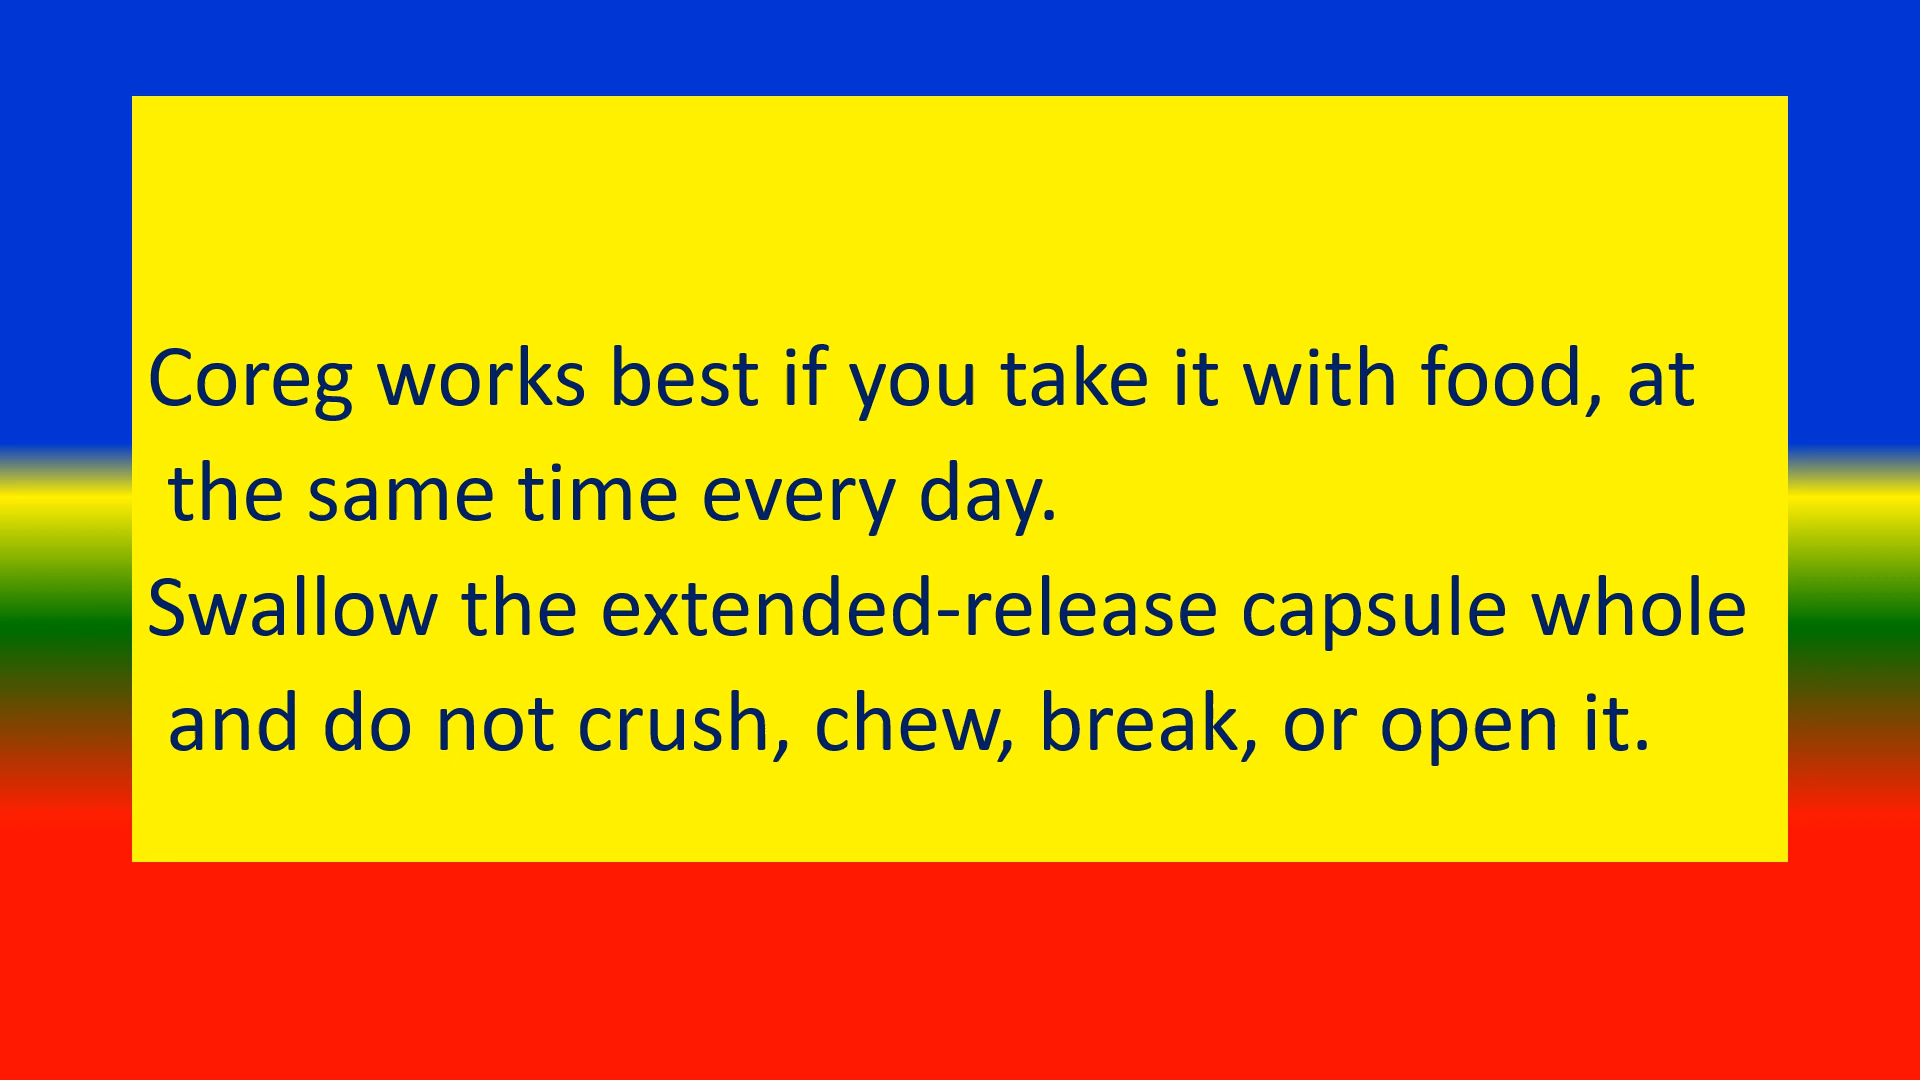 Coreg works best if you take it with food, at
the same time every day.
Swallow the extended-release capsule whole
and do not crush, chew, break, or open it.